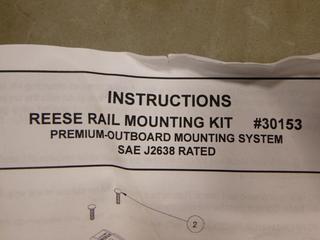 INSTRUCTIONS
REESE RAIL MOUNTING KIT #30153
PREMIUM-OUTBOARD MOUNTING SYSTEM
SAE J2638 RATED
2